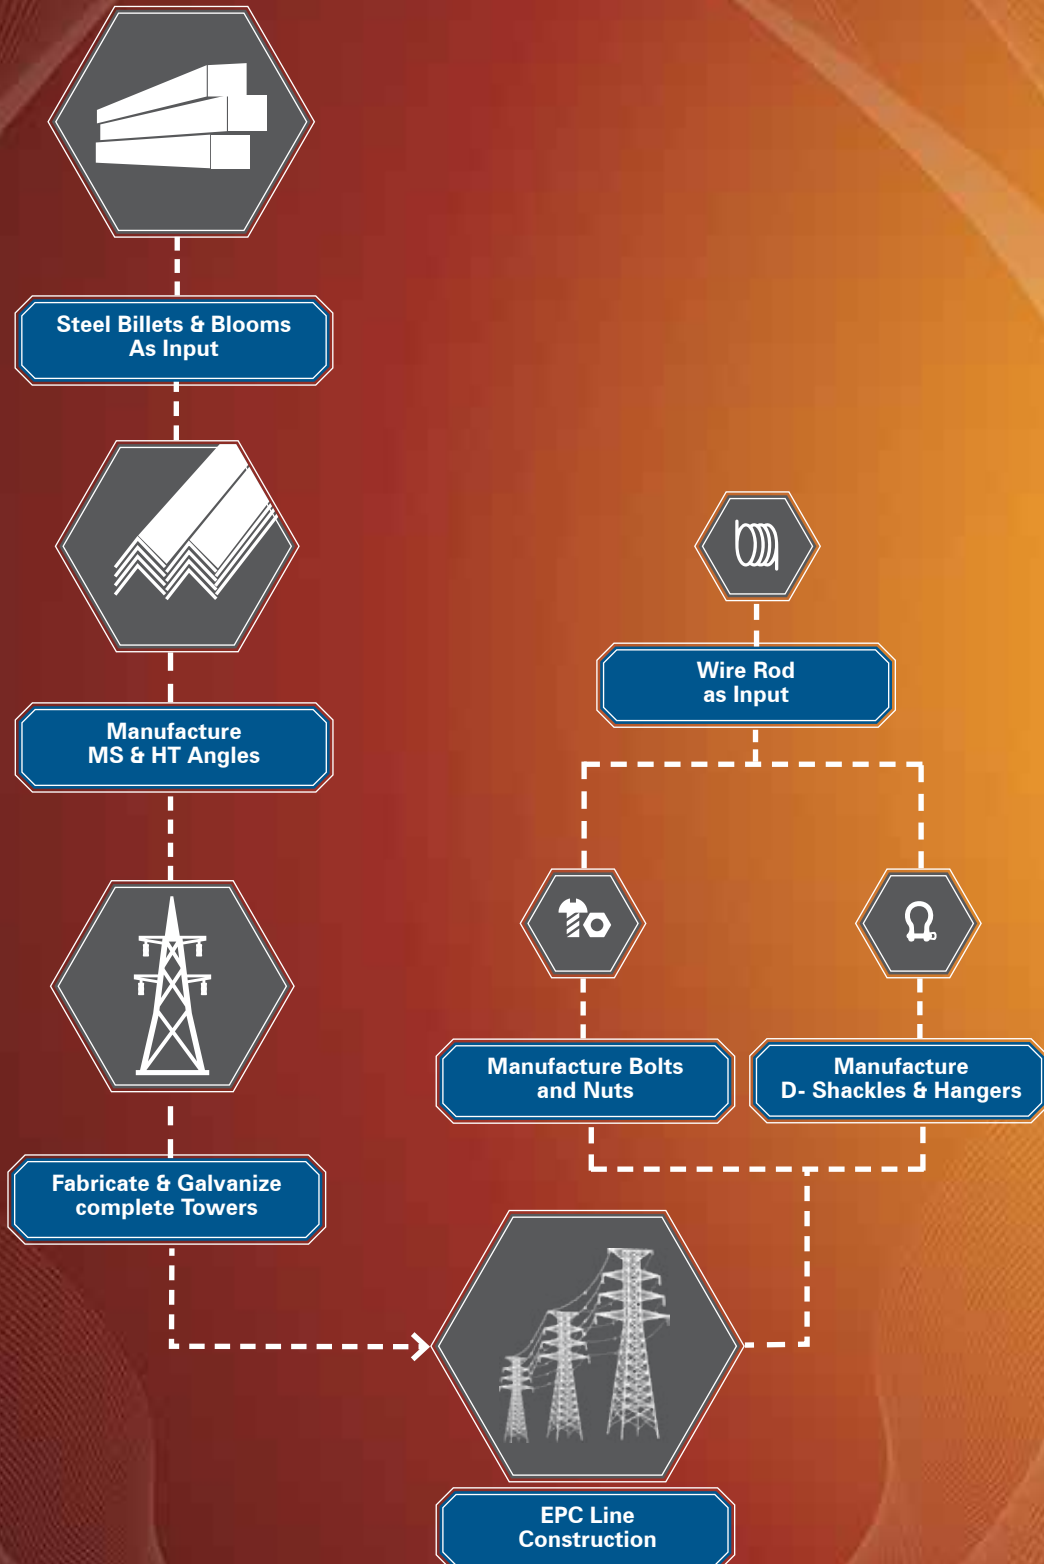 Steel Billets & Blooms
As Input
Manufacture
MS & HT Angles
Fabricate & Galvanize
complete Towers
Wire Rod
as Input
Manufacture Bolts
and Nuts
Manufacture
D- Shackles & Hangers
EPC Line
Construction